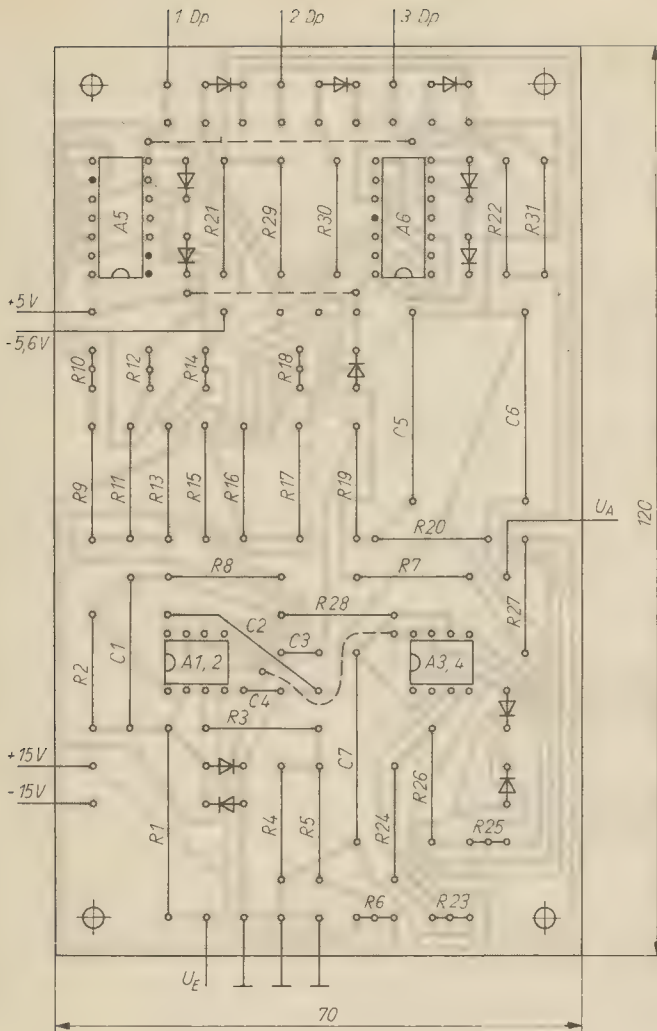 1 Dp 2 Dp 3 Dp
A5 R21 R29 R30 A6 R22 R31
+5V
-5,6V
R10 R12 R14 R18
C5 C6
R9 R11 R13 R15 R16 R17 R19
U_A
120
R20
R8 R7
R28 R27
C2
C1 C3
R2 A1,2 A3,4
C4
R3
+15V
-15V
C7 R26
R1 R4 R5 R24
R25
R6 R23
U_E
70